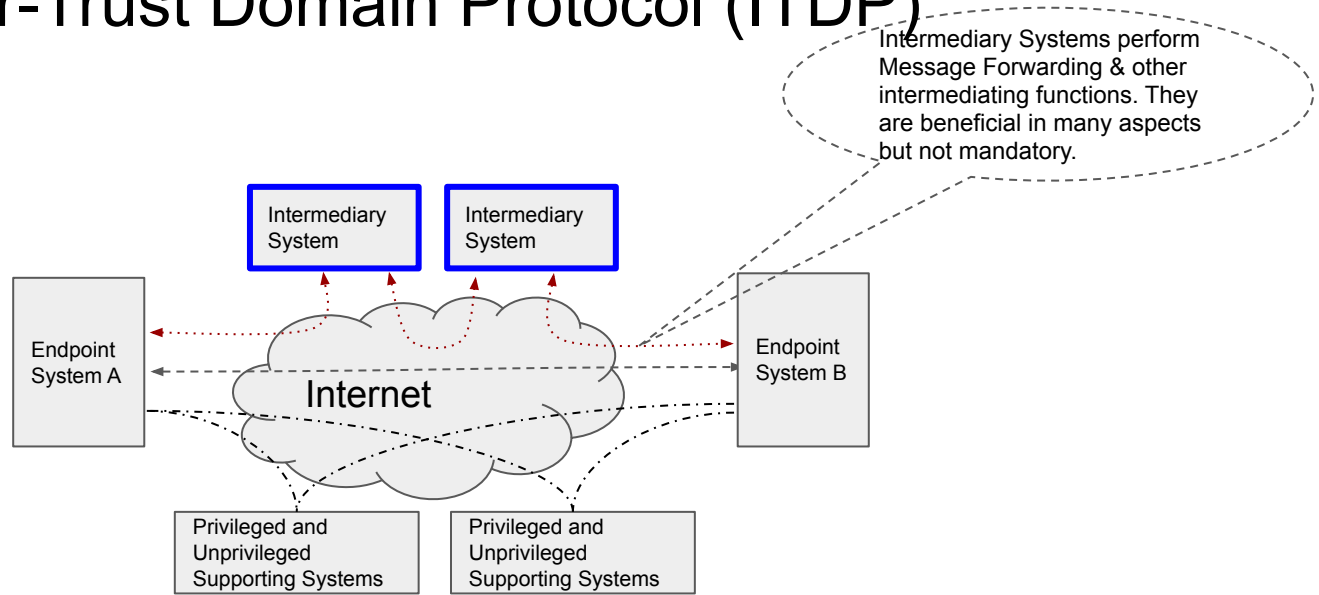 r-Trust Domain Protocol (ITDP)
Intermediary Systems perform
Message Forwarding & other
intermediating functions. They
are beneficial in many aspects
but not mandatory.
Intermediary
System
Intermediary
System
Endpoint
System A
Endpoint
System B
Internet
Privileged and
Unprivileged
Supporting Systems
Privileged and
Unprivileged
Supporting Systems